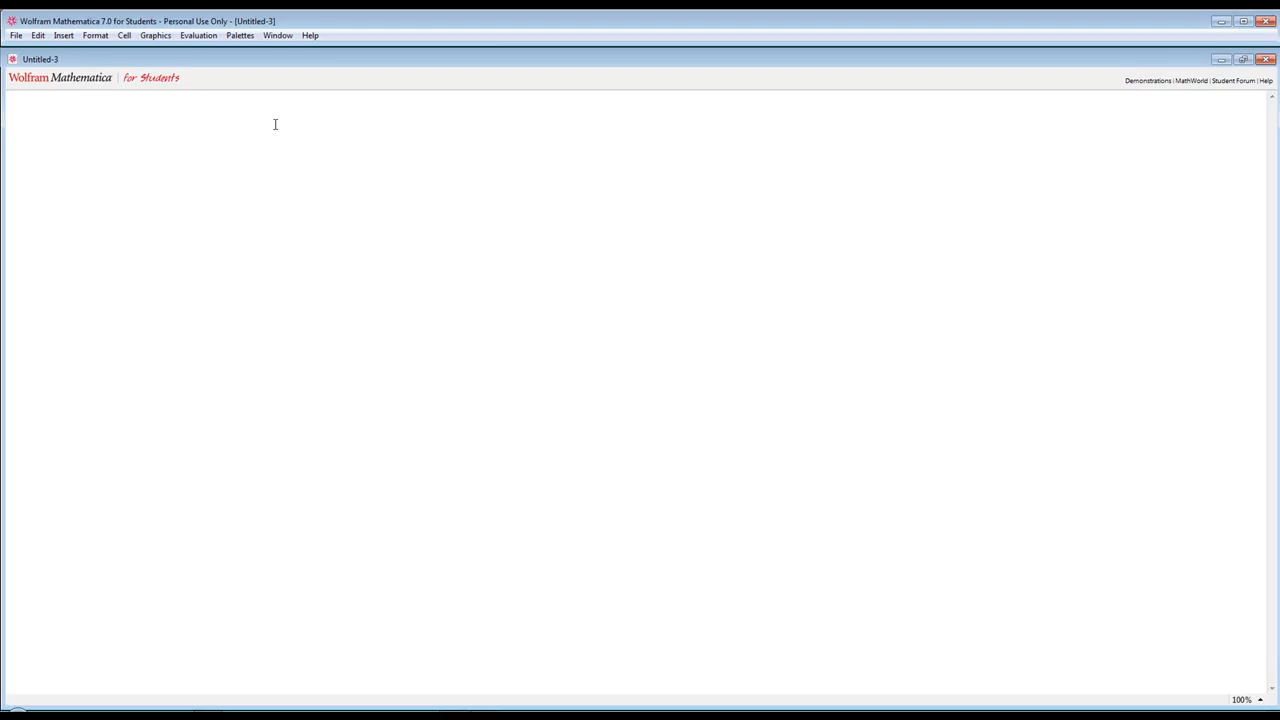 Wolfram Mathematica 7.0 for Students - Personal Use Only - [Untitled-3]
File Edit Insert Format Cell Graphics Evaluation Palettes Window Help
Untitled-3
Wolfram Mathematica | for Students
Demonstrations | MathWorld | Student Forum | Help
100%